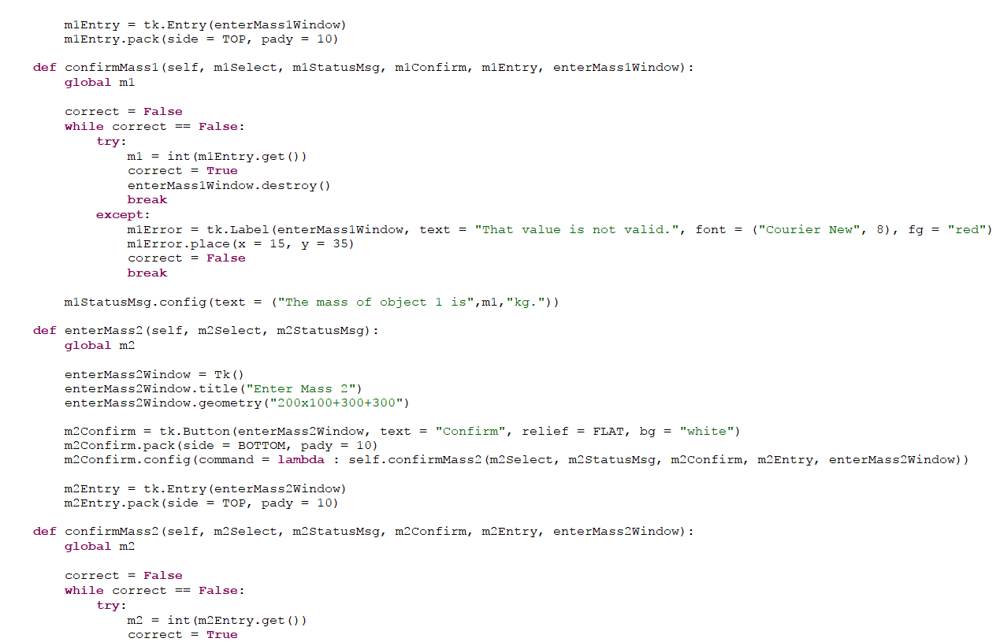 m1Entry = tk.Entry(enterMass1Window)
m1Entry.pack(side = TOP, pady = 10)
def confirmMass1(self, m1Select, m1StatusMsg, m1Confirm, m1Entry, enterMass1Window):
global m1
correct = False
while correct == False:
try:
m1 = int(m1Entry.get())
correct = True
enterMass1Window.destroy()
break
except:
m1Error = tk.Label(enterMass1Window, text = "That value is not valid.", font = ("Courier New", 8), fg = "red")
m1Error.place(x = 15, y = 35)
correct = False
break
m1StatusMsg.config(text = ("The mass of object 1 is",m1,"kg."))
def enterMass2(self, m2Select, m2StatusMsg):
global m2
enterMass2Window = Tk()
enterMass2Window.title("Enter Mass 2")
enterMass2Window.geometry("200x100+300+300")
m2Confirm = tk.Button(enterMass2Window, text = "Confirm", relief = FLAT, bg = "white")
m2Confirm.pack(side = BOTTOM, pady = 10)
m2Confirm.config(command = lambda : self.confirmMass2(m2Select, m2StatusMsg, m2Confirm, m2Entry, enterMass2Window))
m2Entry = tk.Entry(enterMass2Window)
m2Entry.pack(side = TOP, pady = 10)
def confirmMass2(self, m2Select, m2StatusMsg, m2Confirm, m2Entry, enterMass2Window):
global m2
correct = False
while correct == False:
try:
m2 = int(m2Entry.get())
correct = True